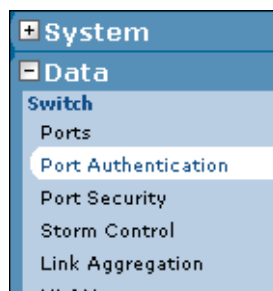 System
Data
Switch
Ports
Port Authentication
Port Security
Storm Control
Link Aggregation